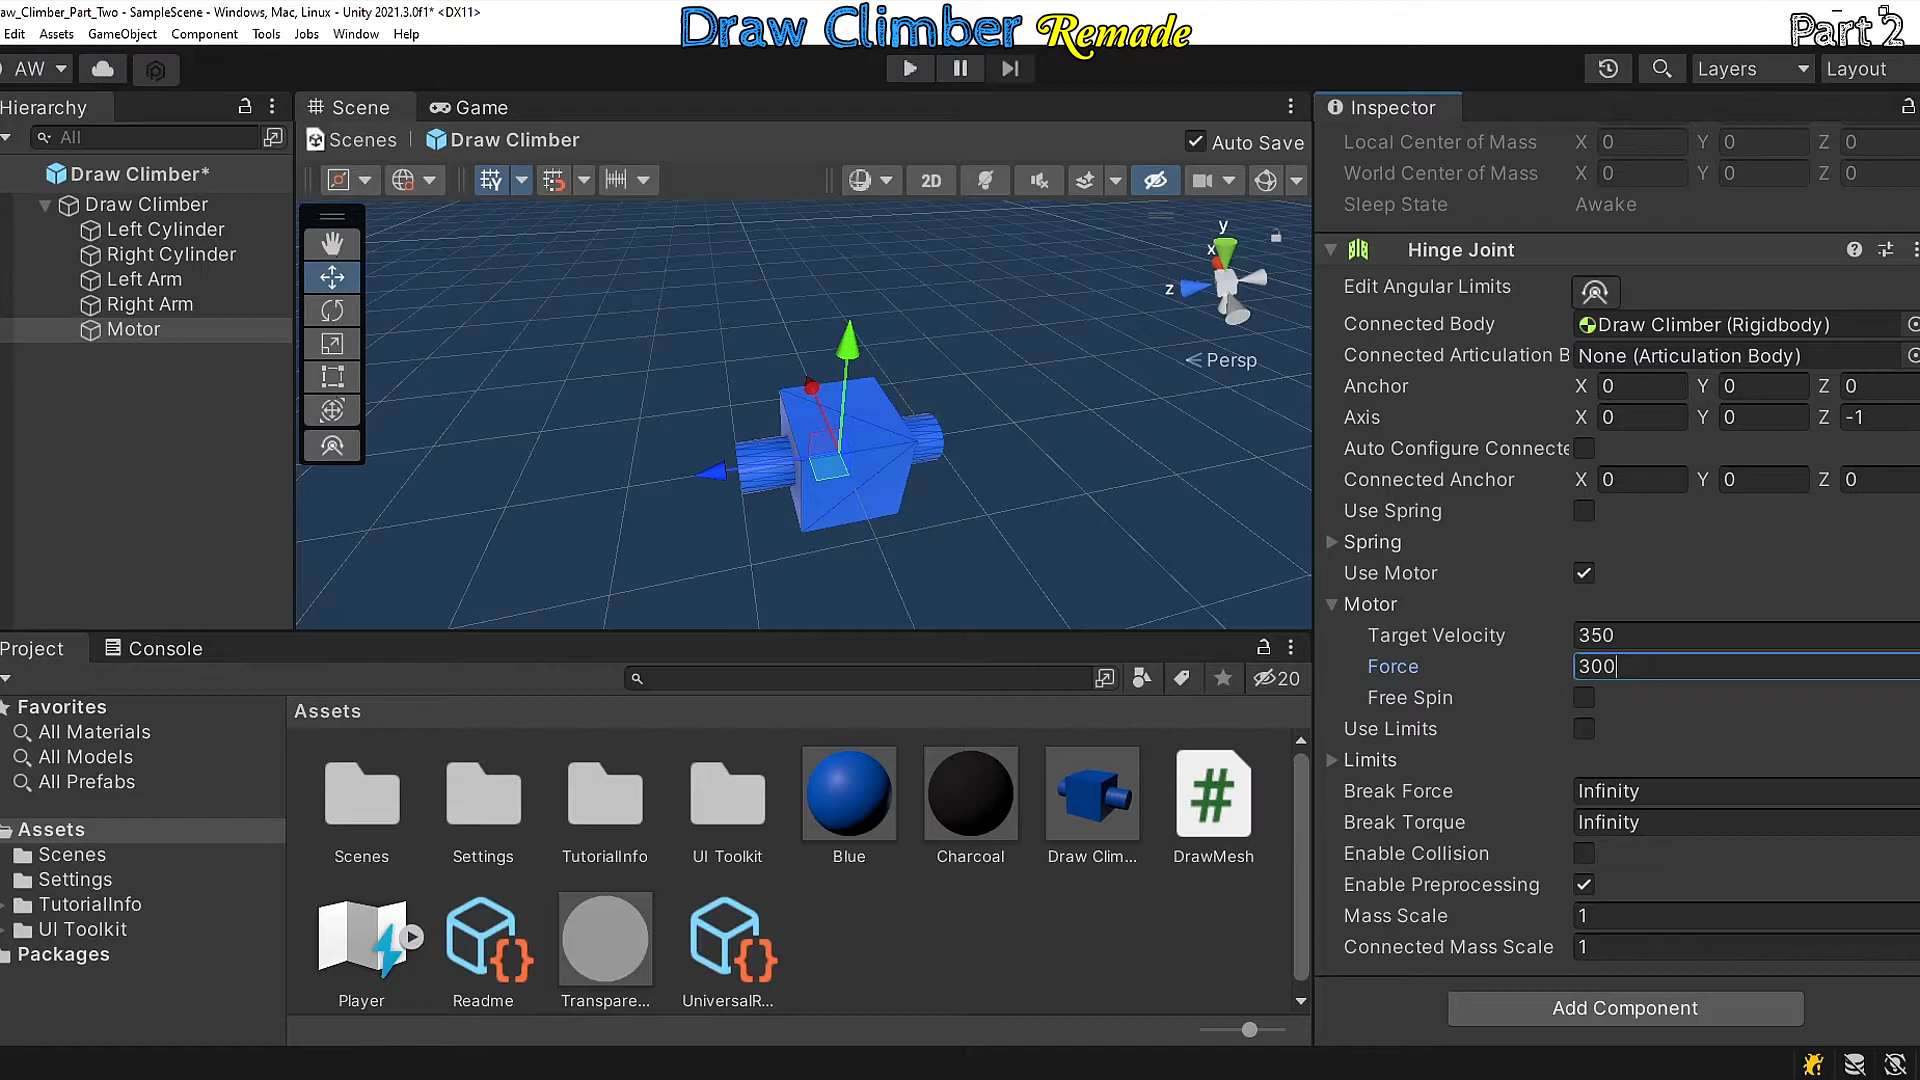 aw_Climber_Part_Two - SampleScene - Windows, Mac, Linux - Unity 2021.3.0f1* <DX11>
Draw Climber Remade
Part 2
Edit Assets GameObject Component Tools Jobs Window Help
AW
Layers
Layout
Hierarchy
All
Draw Climber*
Draw Climber
Left Cylinder
Right Cylinder
Left Arm
Right Arm
Motor
Scene
Game
Scenes
Draw Climber
Auto Save
2D
y
x
z
< Persp
Inspector
Local Center of Mass X 0 Y 0 Z 0
World Center of Mass X 0 Y 0 Z 0
Sleep State Awake
Hinge Joint
Edit Angular Limits
Connected Body Draw Climber (Rigidbody)
Connected Articulation B None (Articulation Body)
Anchor X 0 Y 0 Z 0
Axis X 0 Y 0 Z -1
Auto Configure Connecte
Connected Anchor X 0 Y 0 Z 0
Use Spring
Spring
Use Motor
Motor
Target Velocity 350
Force 300
Free Spin
Use Limits
Limits
Break Force Infinity
Break Torque Infinity
Enable Collision
Enable Preprocessing
Mass Scale 1
Connected Mass Scale 1
Add Component
Project
Console
20
Favorites
All Materials
All Models
All Prefabs
Assets
Scenes
Settings
TutorialInfo
UI Toolkit
Packages
Assets
Scenes
Settings
TutorialInfo
UI Toolkit
Blue
Charcoal
Draw Clim...
DrawMesh
Player
Readme
Transpare...
UniversalR...